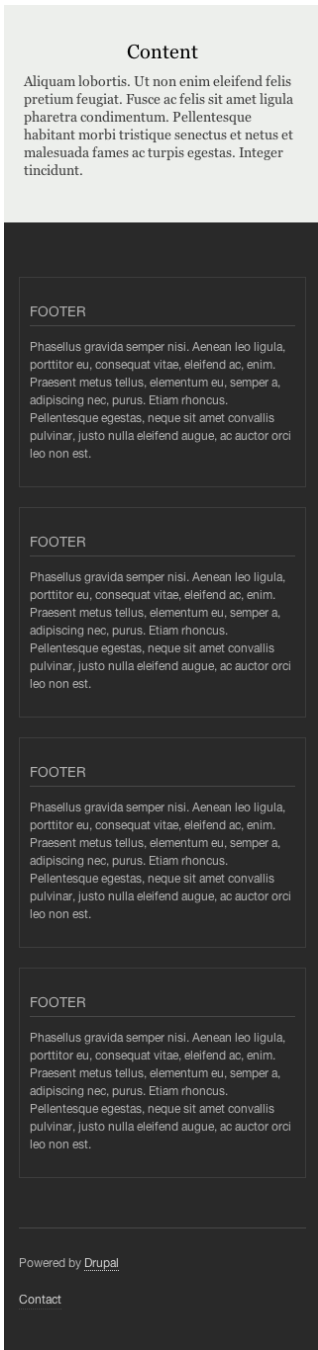 Content
Aliquam lobortis. Ut non enim eleifend felis
pretium feugiat. Fusce ac felis sit amet ligula
pharetra condimentum. Pellentesque
habitant morbi tristique senectus et netus et
malesuada fames ac turpis egestas. Integer
tincidunt.
FOOTER
Phasellus gravida semper nisi. Aenean leo ligula,
porttitor eu, consequat vitae, eleifend ac, enim.
Praesent metus tellus, elementum eu, semper a,
adipiscing nec, purus. Etiam rhoncus.
Pellentesque egestas, neque sit amet convallis
pulvinar, justo nulla eleifend augue, ac auctor orci
leo non est.
FOOTER
Phasellus gravida semper nisi. Aenean leo ligula,
porttitor eu, consequat vitae, eleifend ac, enim.
Praesent metus tellus, elementum eu, semper a,
adipiscing nec, purus. Etiam rhoncus.
Pellentesque egestas, neque sit amet convallis
pulvinar, justo nulla eleifend augue, ac auctor orci
leo non est.
FOOTER
Phasellus gravida semper nisi. Aenean leo ligula,
porttitor eu, consequat vitae, eleifend ac, enim.
Praesent metus tellus, elementum eu, semper a,
adipiscing nec, purus. Etiam rhoncus.
Pellentesque egestas, neque sit amet convallis
pulvinar, justo nulla eleifend augue, ac auctor orci
leo non est.
FOOTER
Phasellus gravida semper nisi. Aenean leo ligula,
porttitor eu, consequat vitae, eleifend ac, enim.
Praesent metus tellus, elementum eu, semper a,
adipiscing nec, purus. Etiam rhoncus.
Pellentesque egestas, neque sit amet convallis
pulvinar, justo nulla eleifend augue, ac auctor orci
leo non est.
Powered by Drupal
Contact